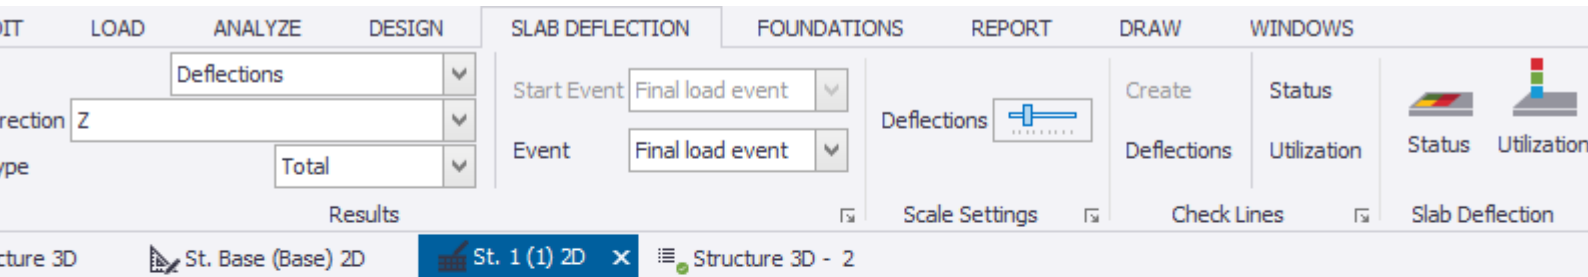 DIT LOAD ANALYZE DESIGN SLAB DEFLECTION FOUNDATIONS REPORT DRAW WINDOWS
Deflections
Start Event Final load event
Create Status
rection Z
Deflections
Event Final load event
Deflections Utilization
Status Utilization
ype Total
Results Scale Settings Check Lines Slab Deflection
cture 3D St. Base (Base) 2D St. 1 (1) 2D × Structure 3D - 2